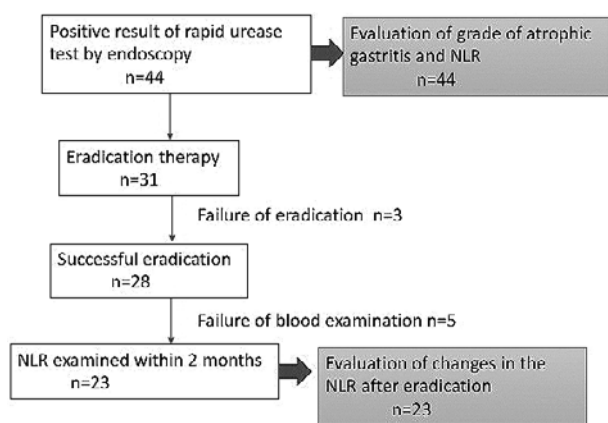 Positive result of rapid urease
test by endoscopy
n=44
Evaluation of grade of atrophic
gastritis and NLR
n=44
Eradication therapy
n=31
Failure of eradication n=3
Successful eradication
n=28
Failure of blood examination n=5
NLR examined within 2 months
n=23
Evaluation of changes in the
NLR after eradication
n=23